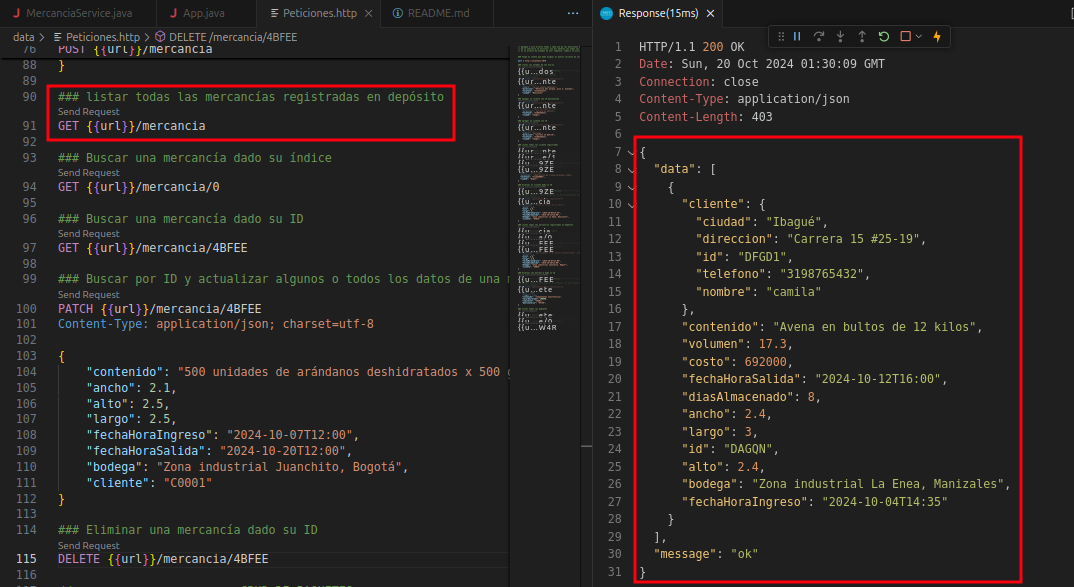 MercanciaService.java
App.java
Peticiones.http
README.md
data > Peticiones.http > DELETE /mercancia/4BFEE
76 POST {{url}}/mercancia
88 }
89
90 ### listar todas las mercancías registradas en depósito
Send Request
91 GET {{url}}/mercancia
92
93 ### Buscar una mercancía dado su índice
Send Request
94 GET {{url}}/mercancia/0
95
96 ### Buscar una mercancía dado su ID
Send Request
97 GET {{url}}/mercancia/4BFEE
98
99 ### Buscar por ID y actualizar algunos o todos los datos de una
Send Request
100 PATCH {{url}}/mercancia/4BFEE
101 Content-Type: application/json; charset=utf-8
102
103 {
104 "contenido": "500 unidades de arándanos deshidratados x 500
105 "ancho": 2.1,
106 "alto": 2.5,
107 "largo": 2.5,
108 "fechaHoraIngreso": "2024-10-07T12:00",
109 "fechaHoraSalida": "2024-10-20T12:00",
110 "bodega": "Zona industrial Juanchito, Bogotá",
111 "cliente": "C0001"
112 }
113
114 ### Eliminar una mercancía dado su ID
Send Request
115 DELETE {{url}}/mercancia/4BFEE
116
Response(15ms)
1 HTTP/1.1 200 OK
2 Date: Sun, 20 Oct 2024 01:30:09 GMT
3 Connection: close
4 Content-Type: application/json
5 Content-Length: 403
6
7 {
8 "data": [
9 {
10 "cliente": {
11 "ciudad": "Ibagué",
12 "direccion": "Carrera 15 #25-19",
13 "id": "DFGD1",
14 "telefono": "3198765432",
15 "nombre": "camila"
16 },
17 "contenido": "Avena en bultos de 12 kilos",
18 "volumen": 17.3,
19 "costo": 692000,
20 "fechaHoraSalida": "2024-10-12T16:00",
21 "diasAlmacenado": 8,
22 "ancho": 2.4,
23 "largo": 3,
24 "id": "DAGQN",
25 "alto": 2.4,
26 "bodega": "Zona industrial La Enea, Manizales",
27 "fechaHoraIngreso": "2024-10-04T14:35"
28 }
29 ],
30 "message": "ok"
31 }